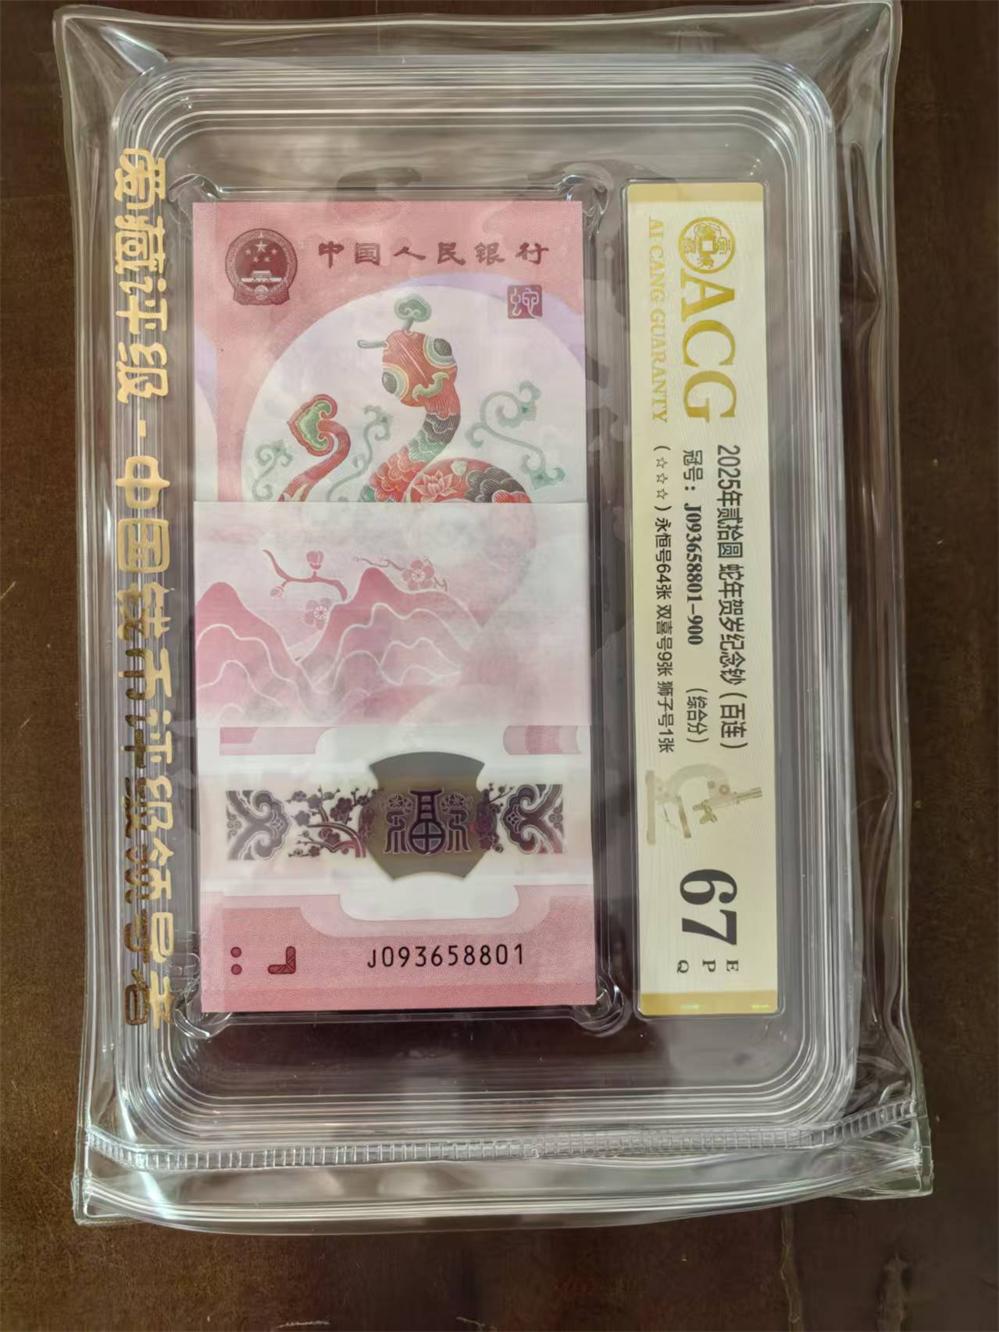 爱藏评级-中国钱币评级领导者
中国人民银行
蛇
福
J093658801
ACG
AI CANG GUARANTY
2025年贰拾圆 蛇年贺岁纪念钞(百连)
冠号:J093658801-900 (综合分)
(☆☆☆)永恒号64张 双喜号9张 狮子号1张
67
E
P
Q